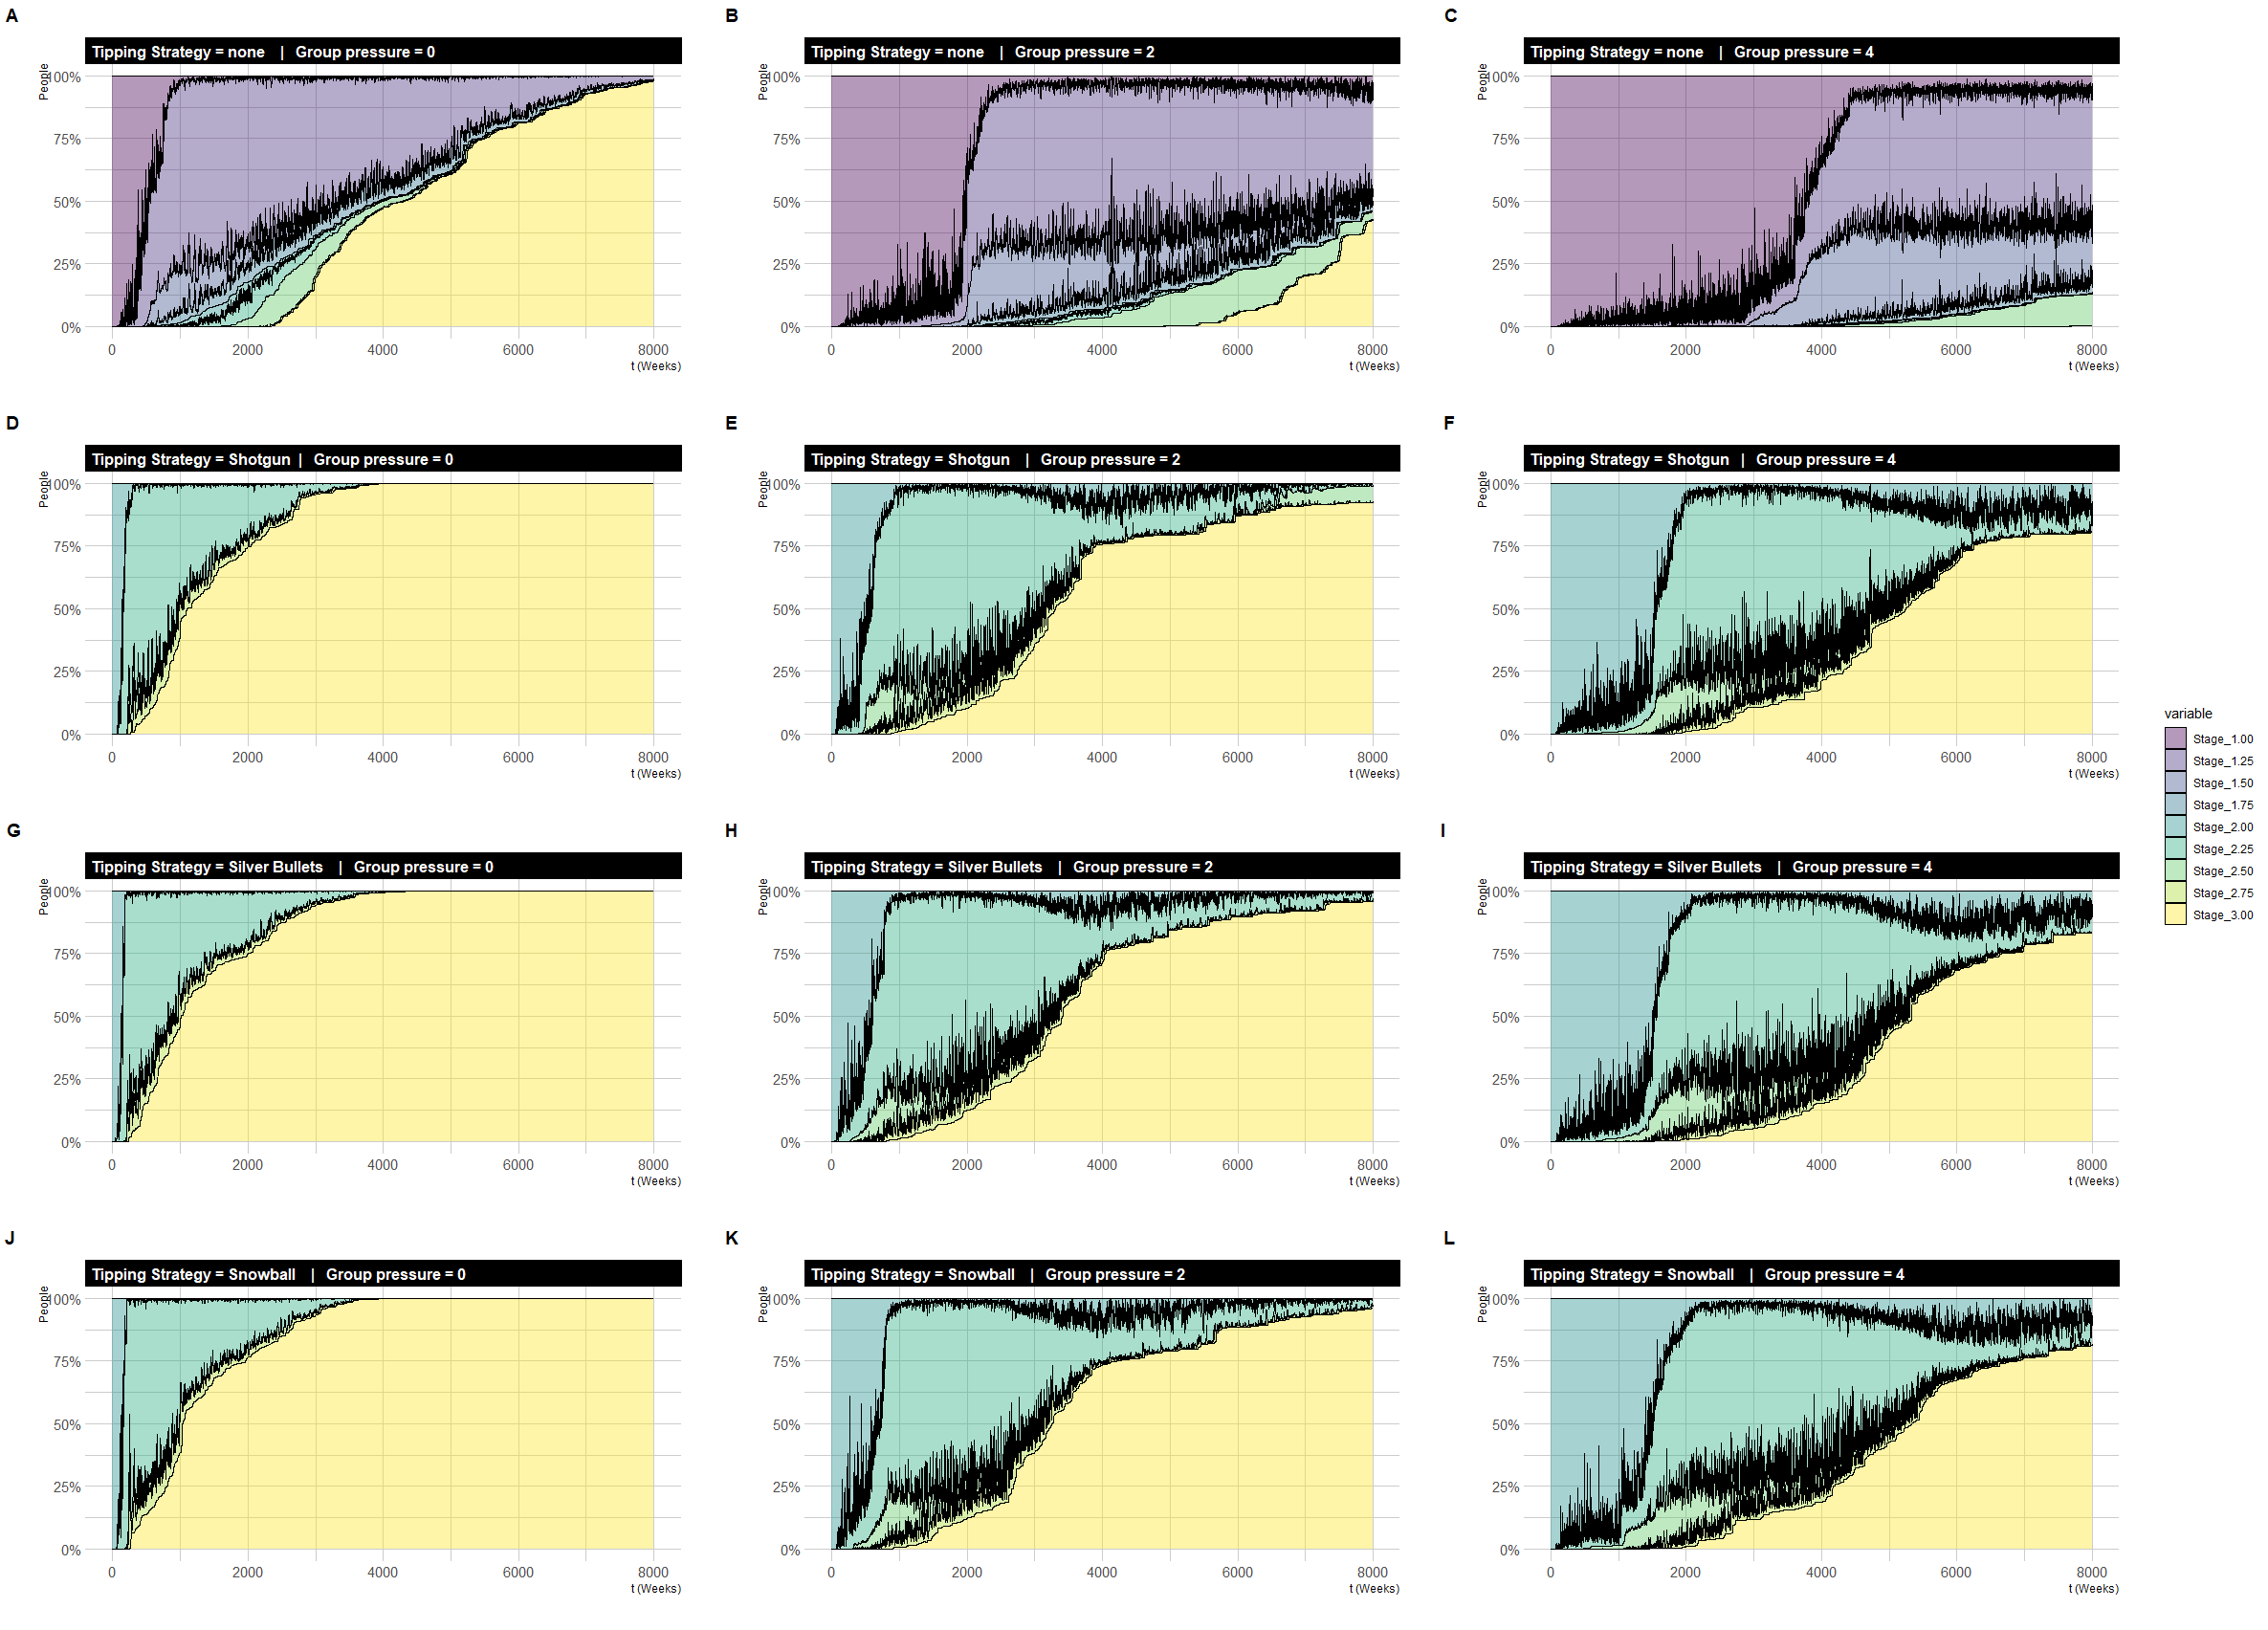 A B C
Tipping Strategy = none | Group pressure = 0
Tipping Strategy = none | Group pressure = 2
Tipping Strategy = none | Group pressure = 4
People
100%
75%
50%
25%
0%
0 2000 4000 6000 8000
t (Weeks)
People
100%
75%
50%
25%
0%
0 2000 4000 6000 8000
t (Weeks)
People
100%
75%
50%
25%
0%
0 2000 4000 6000 8000
t (Weeks)
D E F
Tipping Strategy = Shotgun | Group pressure = 0
Tipping Strategy = Shotgun | Group pressure = 2
Tipping Strategy = Shotgun | Group pressure = 4
People
100%
75%
50%
25%
0%
0 2000 4000 6000 8000
t (Weeks)
People
100%
75%
50%
25%
0%
0 2000 4000 6000 8000
t (Weeks)
People
100%
75%
50%
25%
0%
0 2000 4000 6000 8000
t (Weeks)
variable
Stage_1.00
Stage_1.25
Stage_1.50
Stage_1.75
Stage_2.00
Stage_2.25
Stage_2.50
Stage_2.75
Stage_3.00
G H I
Tipping Strategy = Silver Bullets | Group pressure = 0
Tipping Strategy = Silver Bullets | Group pressure = 2
Tipping Strategy = Silver Bullets | Group pressure = 4
People
100%
75%
50%
25%
0%
0 2000 4000 6000 8000
t (Weeks)
People
100%
75%
50%
25%
0%
0 2000 4000 6000 8000
t (Weeks)
People
100%
75%
50%
25%
0%
0 2000 4000 6000 8000
t (Weeks)
J K L
Tipping Strategy = Snowball | Group pressure = 0
Tipping Strategy = Snowball | Group pressure = 2
Tipping Strategy = Snowball | Group pressure = 4
People
100%
75%
50%
25%
0%
0 2000 4000 6000 8000
t (Weeks)
People
100%
75%
50%
25%
0%
0 2000 4000 6000 8000
t (Weeks)
People
100%
75%
50%
25%
0%
0 2000 4000 6000 8000
t (Weeks)